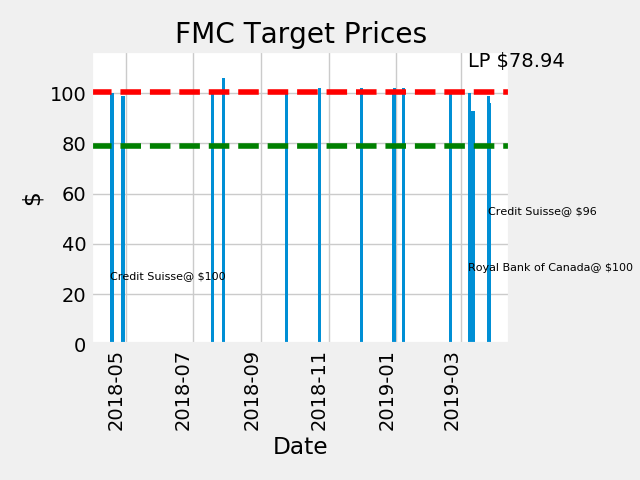 FMC Target Prices
LP $78.94
100
80
60
40
20
0
$
Credit Suisse@ $96
Royal Bank of Canada@ $100
Credit Suisse@ $100
2018-05
2018-07
2018-09
2018-11
2019-01
2019-03
Date